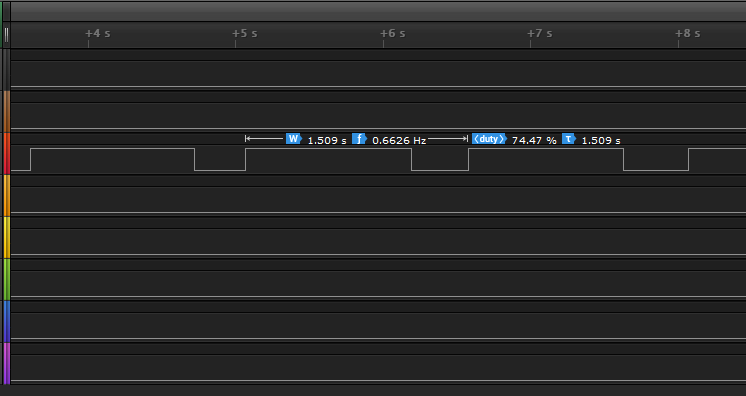 +4 s +5 s +6 s +7 s +8 s
W 1.509 s f 0.6626 Hz ⟨duty⟩ 74.47 % τ 1.509 s